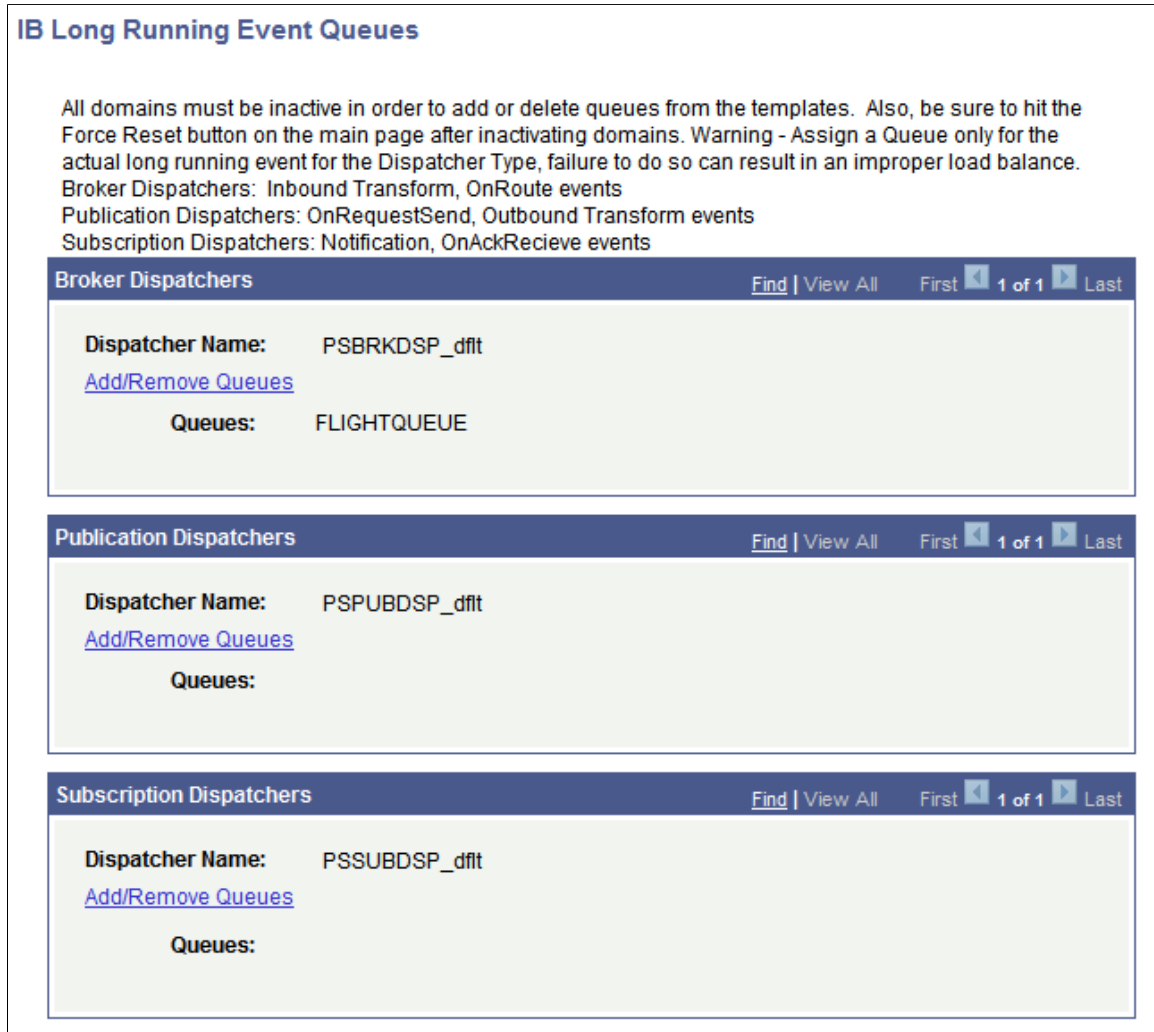 IB Long Running Event Queues
All domains must be inactive in order to add or delete queues from the templates.  Also, be sure to hit the
Force Reset button on the main page after inactivating domains. Warning - Assign a Queue only for the
actual long running event for the Dispatcher Type, failure to do so can result in an improper load balance.
Broker Dispatchers:  Inbound Transform, OnRoute events
Publication Dispatchers: OnRequestSend, Outbound Transform events
Subscription Dispatchers: Notification, OnAckRecieve events
Broker Dispatchers Find | View All First 1 of 1 Last
Dispatcher Name: PSBRKDSP_dflt
Add/Remove Queues
Queues: FLIGHTQUEUE
Publication Dispatchers Find | View All First 1 of 1 Last
Dispatcher Name: PSPUBDSP_dflt
Add/Remove Queues
Queues:
Subscription Dispatchers Find | View All First 1 of 1 Last
Dispatcher Name: PSSUBDSP_dflt
Add/Remove Queues
Queues: